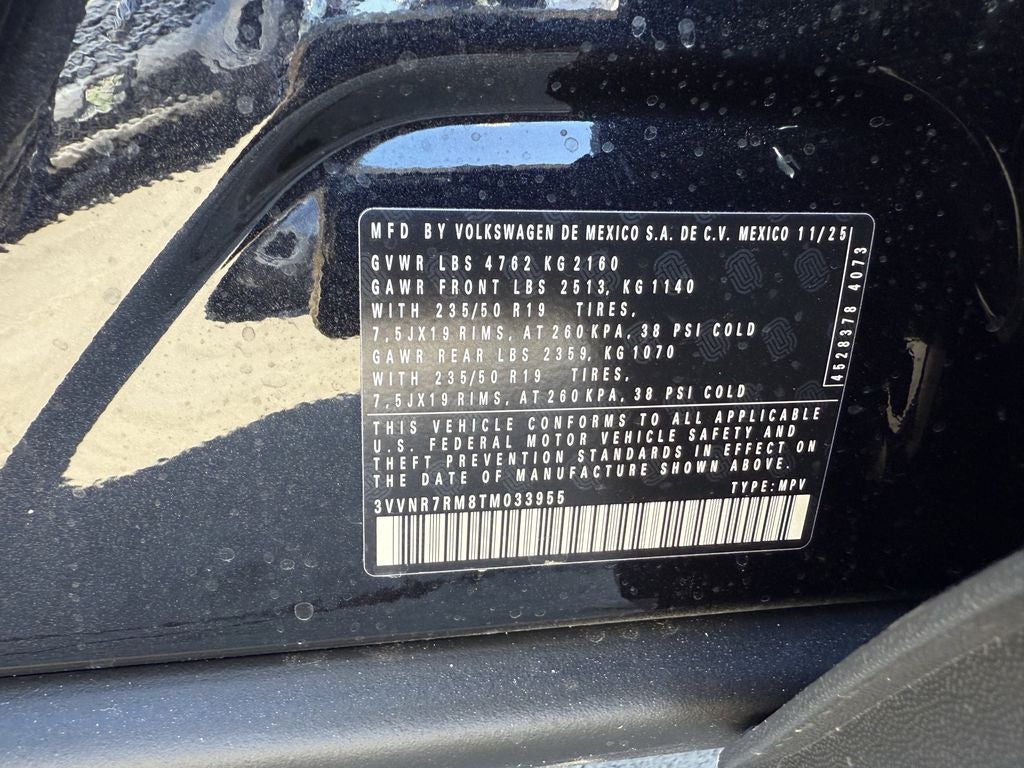 MFD BY VOLKSWAGEN DE MEXICO S.A. DE C.V. MEXICO 11/25
GVWR LBS 4762 KG 2160
GAWR FRONT LBS 2513, KG 1140
WITH 235/50 R19 TIRES,
7,5JX19 RIMS, AT 260 KPA, 38 PSI COLD
GAWR REAR LBS 2359, KG 1070
WITH 235/50 R19 TIRES,
7,5JX19 RIMS, AT 260 KPA, 38 PSI COLD
4528378 4073
THIS VEHICLE CONFORMS TO ALL APPLICABLE
U.S. FEDERAL MOTOR VEHICLE SAFETY AND
THEFT PREVENTION STANDARDS IN EFFECT ON
THE DATE OF MANUFACTURE SHOWN ABOVE.
3VVNR7RM8TM033955 TYPE: MPV